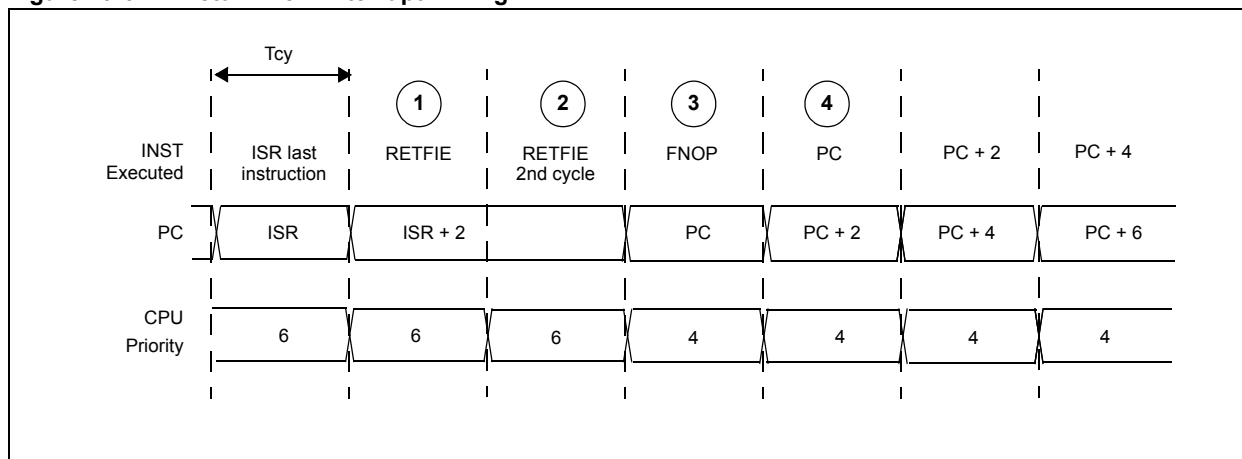 Tcy
1 2 3 4
INST Executed
ISR last instruction
RETFIE
RETFIE 2nd cycle
FNOP
PC
PC + 2
PC + 4
PC
ISR
ISR + 2
PC
PC + 2
PC + 4
PC + 6
CPU Priority
6
6
6
4
4
4
4